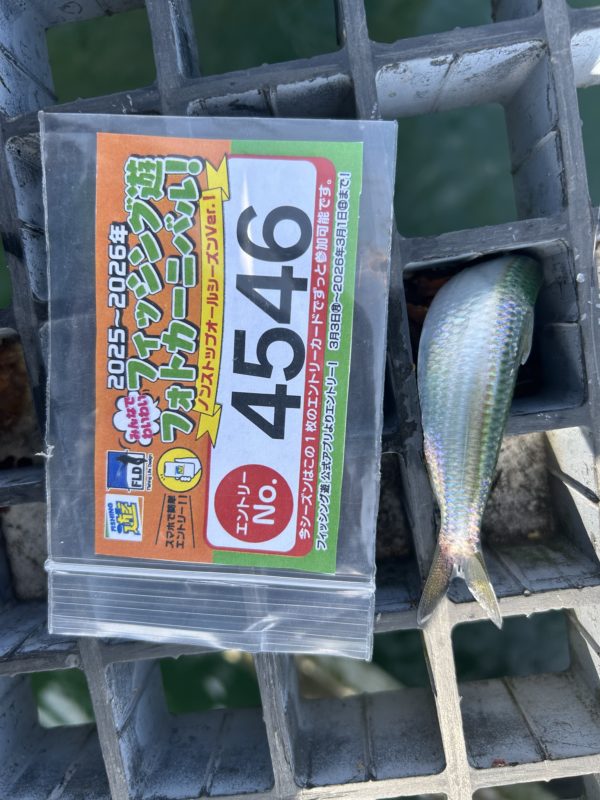 2025~2026年
みんなで
わいわい
フィッシング遊
フォトカーニバル!
ノンストップオールシーズンVer.1
FLD
FISHING
遊
スマホで簡単
エントリー!!
エントリー
No.
4546
今シーズンはこの1枚のエントリーカードでずっと参加可能です。
フィッシング遊 公式アプリよりエントリー! 3月3日㊊~2026年3月1日㊐まで!